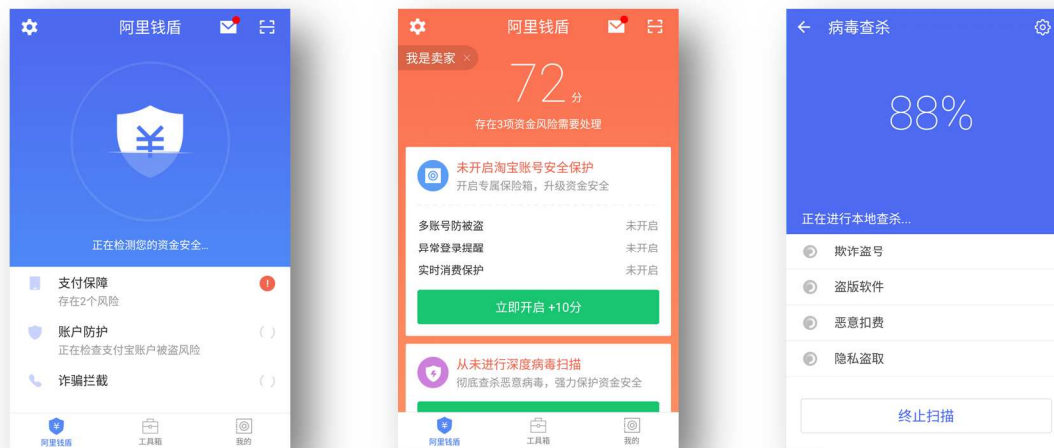 阿里钱盾
正在检测您的资金安全...
支付保障
存在2个风险
账户防护
正在检查支付宝账户被盗风险
诈骗拦截
阿里钱盾
工具箱
我的
阿里钱盾
我是卖家 ×
72分
存在3项资金风险需要处理
未开启淘宝账号安全保护
开启专属保险箱，升级资金安全
多账号防被盗 未开启
异常登录提醒 未开启
实时消费保护 未开启
立即开启 +10分
从未进行深度病毒扫描
彻底查杀恶意病毒，强力保护资金安全
阿里钱盾
工具箱
我的
病毒查杀
88%
正在进行本地查杀...
欺诈盗号
盗版软件
恶意扣费
隐私盗取
终止扫描